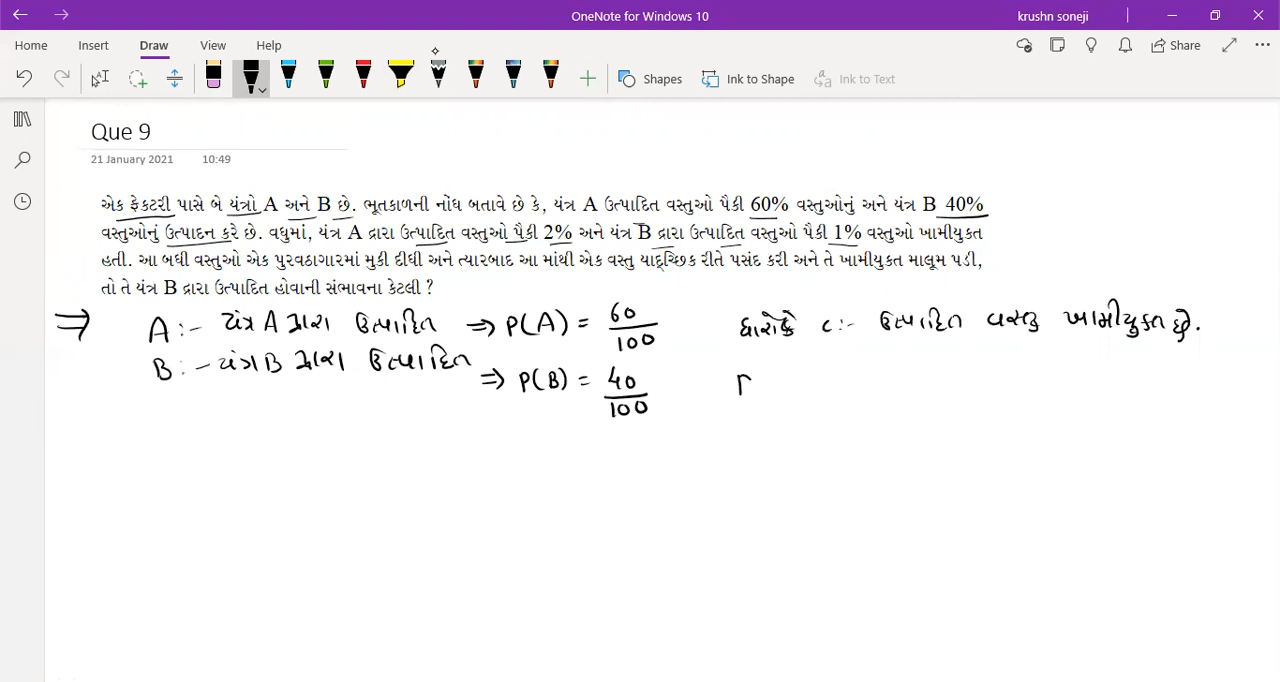 OneNote for Windows 10
krushn soneji
Home Insert Draw View Help
Share
Shapes Ink to Shape Ink to Text
Que 9
21 January 2021 10:49
એક ફેકટરી પાસે બે યંત્રો A અને B છે. ભૂતકાળની નોંધ બતાવે છે કે, યંત્ર A ઉત્પાદિત વસ્તુઓ પૈકી 60% વસ્તુઓનું અને યંત્ર B 40%
વસ્તુઓનું ઉત્પાદન કરે છે. વધુમાં, યંત્ર A દ્રારા ઉત્પાદિત વસ્તુઓ પૈકી 2% અને યંત્ર B દ્રારા ઉત્પાદિત વસ્તુઓ પૈકી 1% વસ્તુઓ ખામીયુક્ત
હતી. આ બધી વસ્તુઓ એક પુરવઠાગારમાં મુકી દીધી અને ત્યારબાદ આ માંથી એક વસ્તુ યાદ્દચ્છિક રીતે પસંદ કરી અને તે ખામીયુકત માલૂમ પડી,
તો તે યંત્ર B દ્રારા ઉત્પાદિત હોવાની સંભાવના કેટલી ?
⇒ A :- યંત્ર A દ્વારા ઉત્પાદિત ⇒ P(A) = 60/100 ધારોકે C :- ઉત્પાદિત વસ્તુ ખામીયુક્ત છે.
B :- યંત્ર B દ્વારા ઉત્પાદિત ⇒ P(B) = 40/100